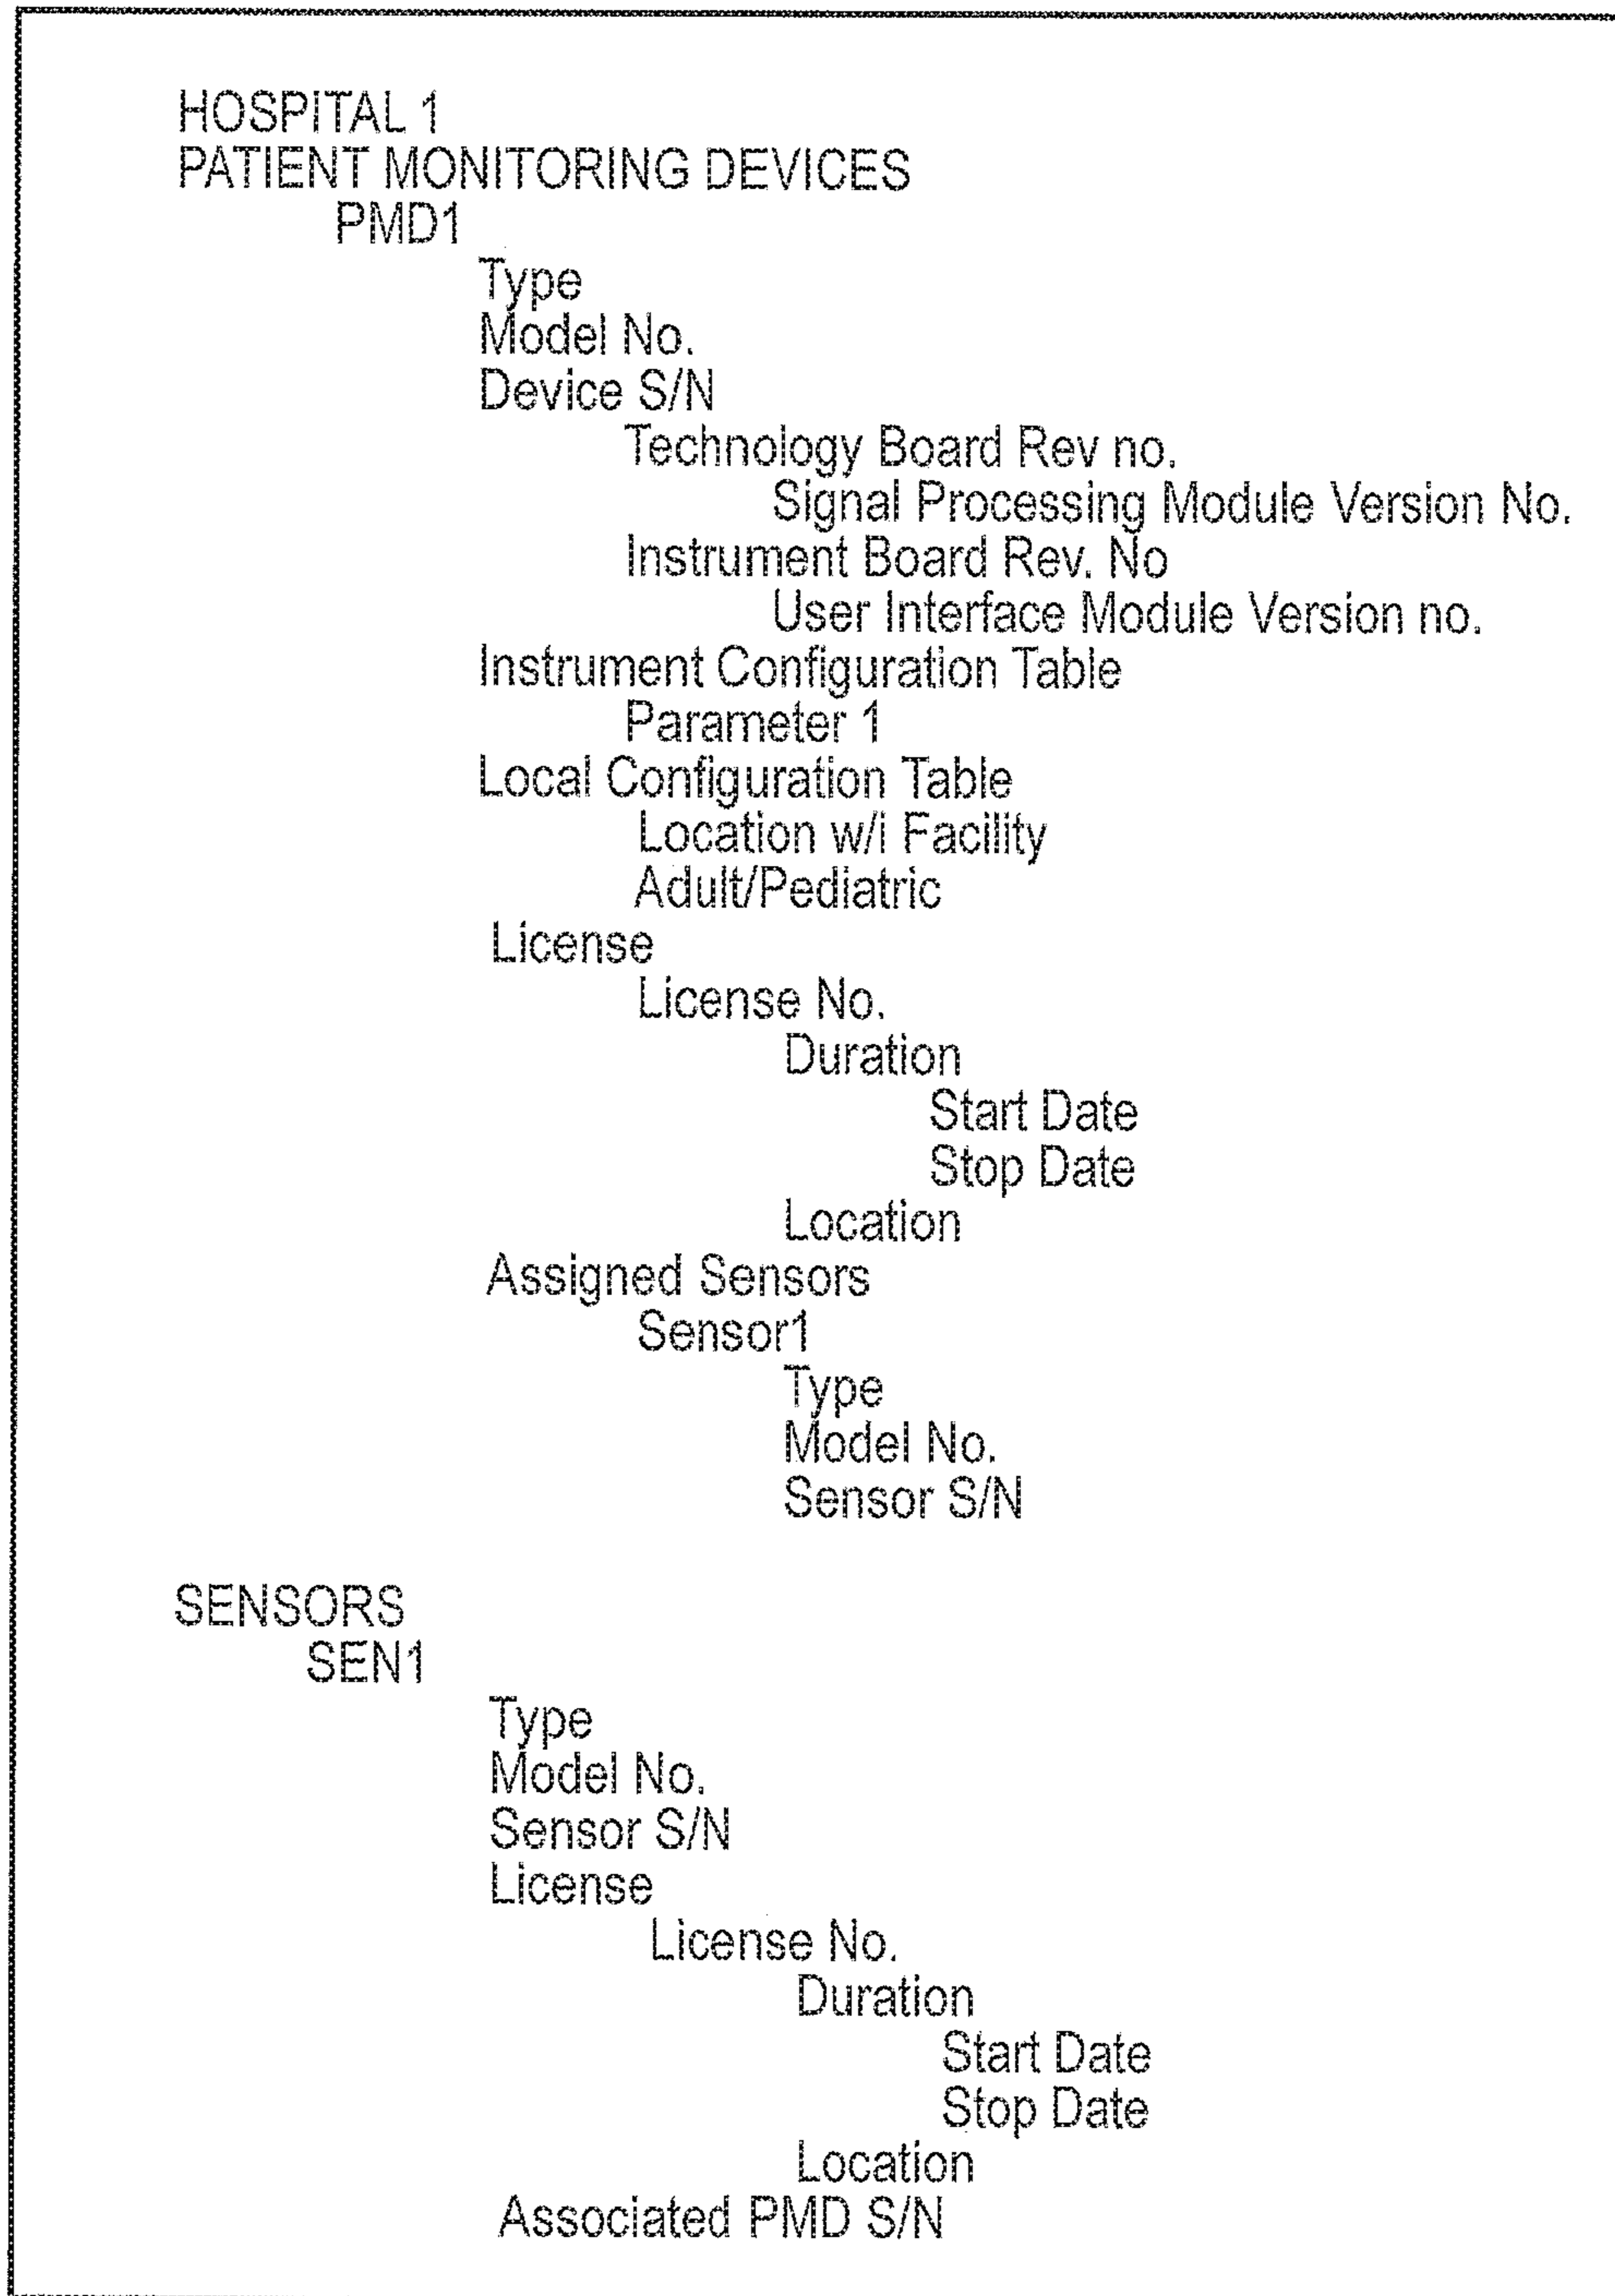 HOSPITAL 1
PATIENT MONITORING DEVICES
PMD1
Type
Model No.
Device S/N
Technology Board Rev no.
Signal Processing Module Version No.
Instrument Board Rev. No
User Interface Module Version no.
Instrument Configuration Table
Parameter 1
Local Configuration Table
Location w/i Facility
Adult/Pediatric
License
License No.
Duration
Start Date
Stop Date
Location
Assigned Sensors
Sensor1
Type
Model No.
Sensor S/N
SENSORS
SEN1
Type
Model No.
Sensor S/N
License
License No.
Duration
Start Date
Stop Date
Location
Associated PMD S/N